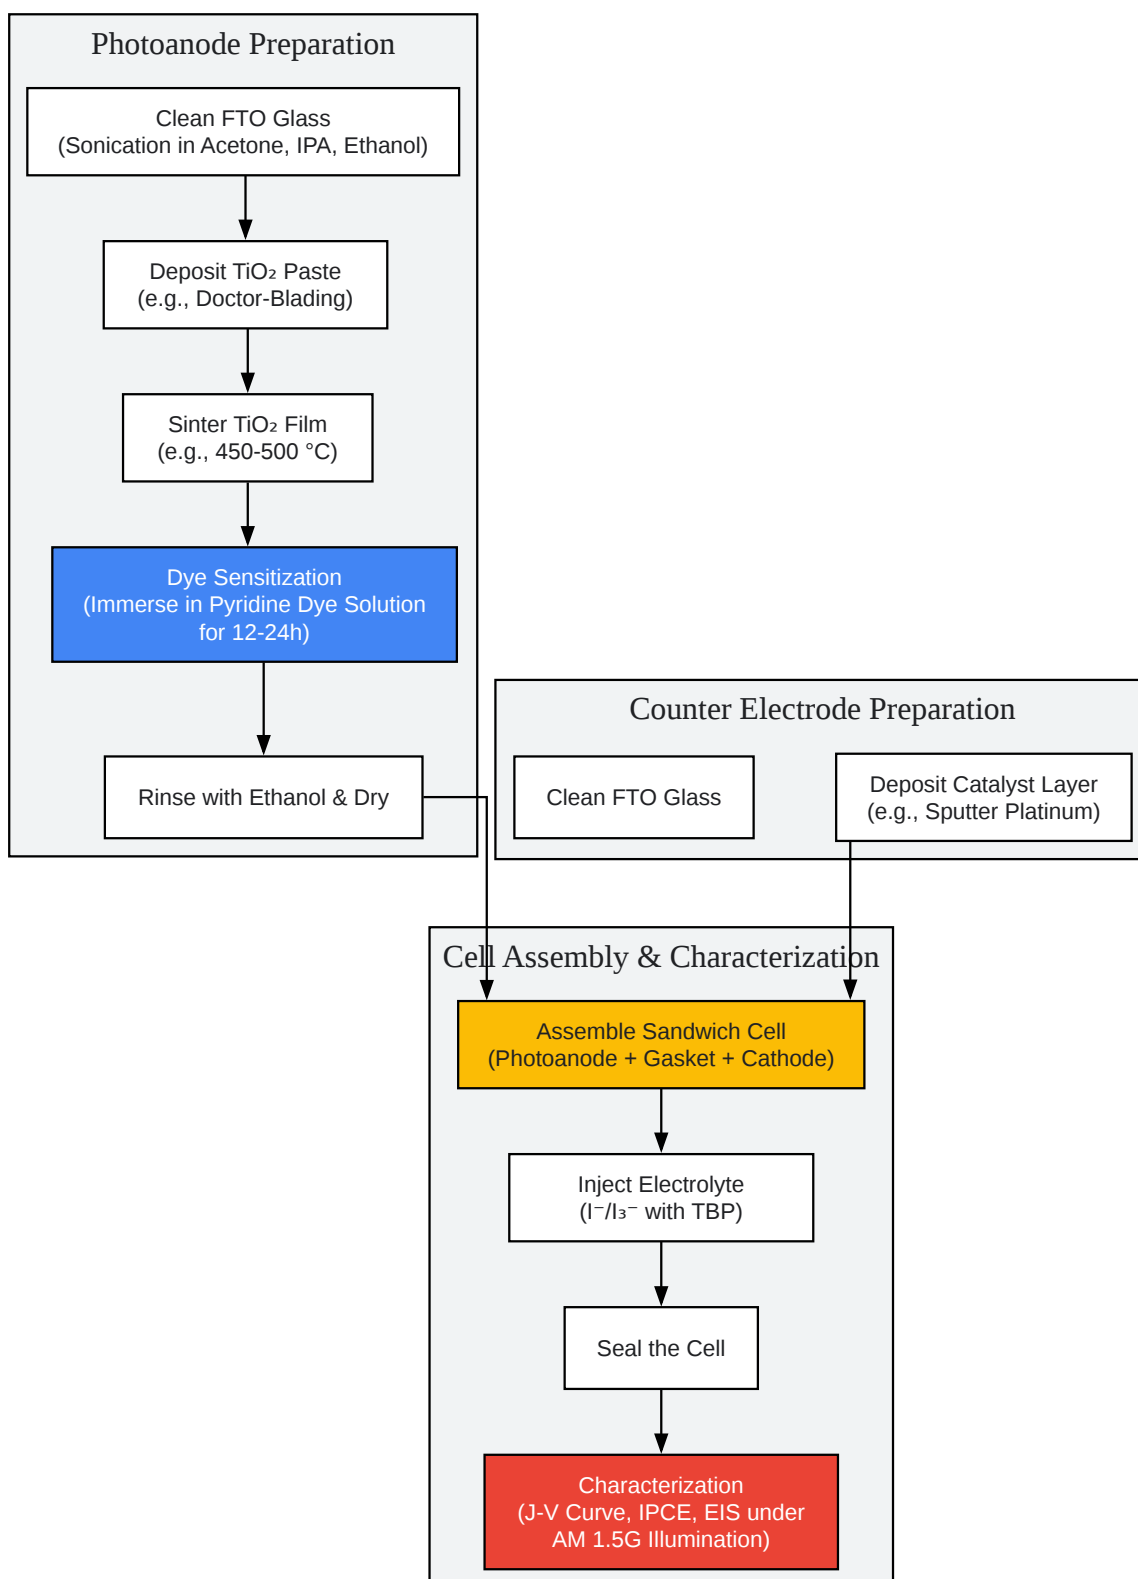 Photoanode Preparation
Clean FTO Glass
(Sonication in Acetone, IPA, Ethanol)
Deposit TiO₂ Paste
(e.g., Doctor-Blading)
Sinter TiO₂ Film
(e.g., 450-500 °C)
Dye Sensitization
(Immerse in Pyridine Dye Solution
for 12-24h)
Rinse with Ethanol & Dry
Counter Electrode Preparation
Clean FTO Glass
Deposit Catalyst Layer
(e.g., Sputter Platinum)
Cell Assembly & Characterization
Assemble Sandwich Cell
(Photoanode + Gasket + Cathode)
Inject Electrolyte
(I⁻/I₃⁻ with TBP)
Seal the Cell
Characterization
(J-V Curve, IPCE, EIS under
AM 1.5G Illumination)